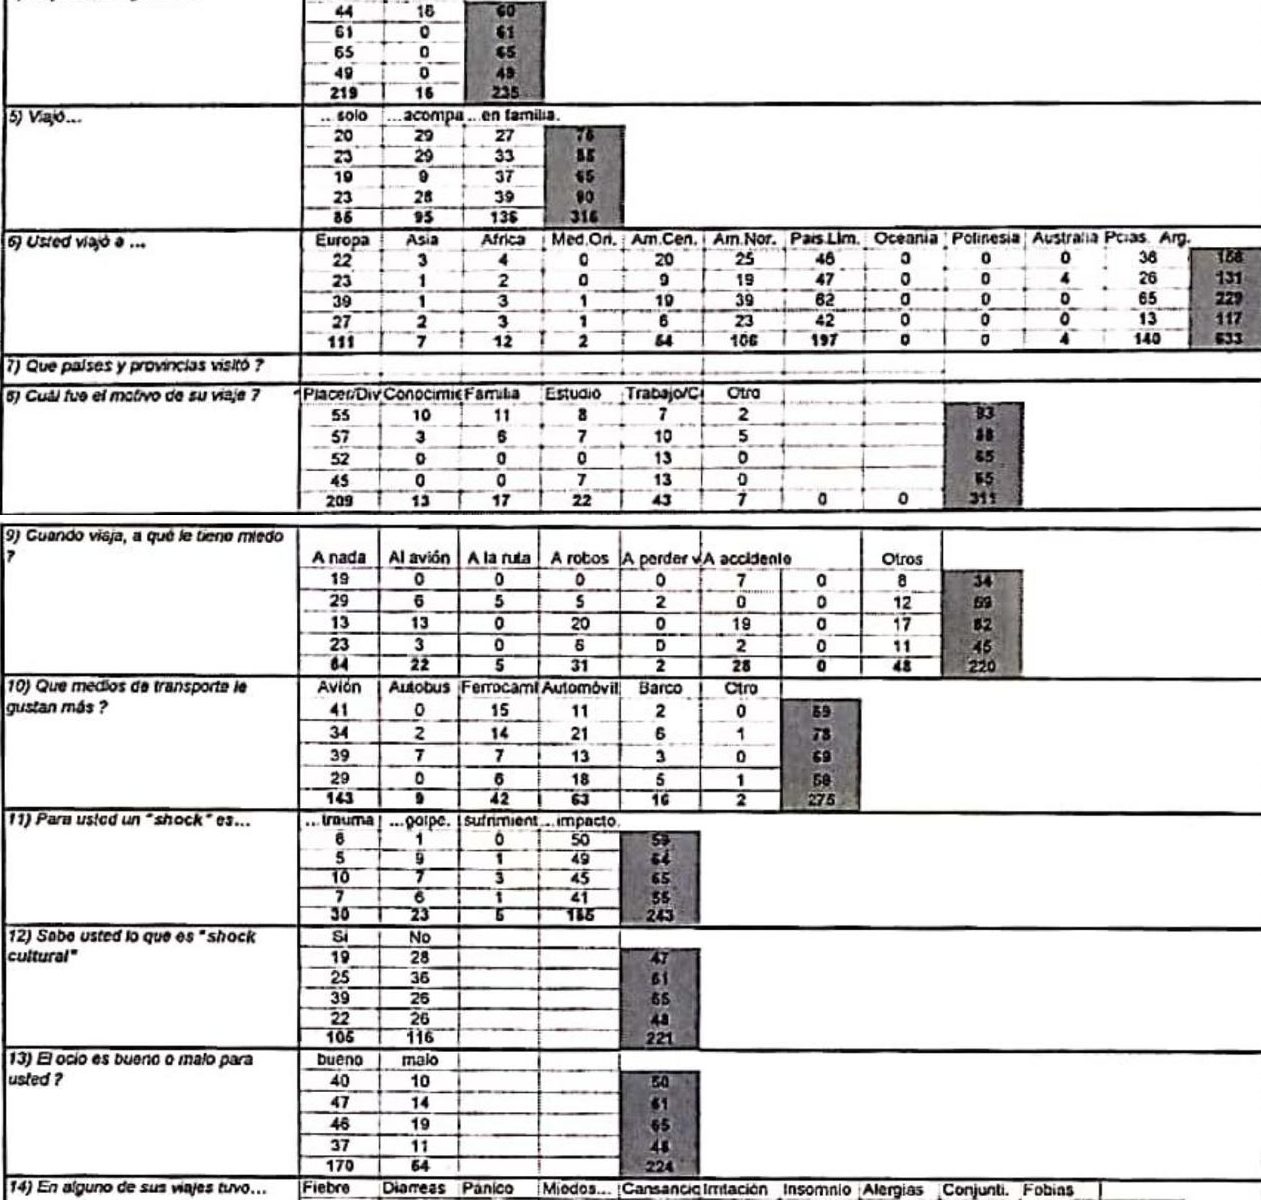 44 16 60
61 0 61
65 0 65
49 0 49
219 16 235
5) Viajó... ... solo ...acompa ...en familia.
20 29 27 76
23 29 33 85
19 9 37 65
23 28 39 90
95 136 316
6) Usted viajó a ... Europa Asia Africa Med.Ori. Am.Cen. Am.Nor. Pais.Lim. Oceania Polinesia Australia Pcias. Arg.
22 3 4 0 20 25 46 0 0 0 36
23 1 2 0 9 19 47 0 0 4 26 131
39 1 3 1 19 39 62 0 0 0 65 229
27 2 3 1 6 23 42 0 0 0 13 117
111 7 12 2 54 106 197 0 0 4 140 633
7) Que países y provincias visitó ?
8) Cuál fue el motivo de su viaje ? Placer/Div Conocimie Familia Estudio Trabajo/C Otro
55 10 11 8 7 2 93
57 3 6 7 10 5 88
52 0 0 0 13 0 65
45 0 0 7 13 0 65
209 13 17 22 43 7 0 0 311
9) Cuando viaja, a qué le tiene miedo
? A nada Al avión A la ruta A robos A perder v A accidente Otros
19 0 0 0 0 7 0 8 34
29 6 5 5 2 0 0 12 59
13 13 0 20 0 19 0 17 82
23 3 0 6 0 2 0 11 45
84 22 5 31 2 28 0 48 220
10) Que medios de transporte le Avión Autobus Ferrocarri Automóvil Barco Otro
gustan más ? 41 0 15 11 2 0 69
34 2 14 21 6 1 78
39 7 7 13 3 0 69
29 0 6 18 5 1 59
143 9 42 63 16 2 275
11) Para usted un "shock" es... ...trauma ...golpe. sufrimient ...impacto.
1 0 50 59
5 9 1 49 64
10 7 3 45 65
7 6 1 41 55
30 23 5 185 243
12) Sabe usted lo que es "shock Si No
cultural" 19 28 47
25 36 61
39 26 65
22 26 48
105 116 221
13) El ocio es bueno o malo para bueno malo
usted ? 40 10 50
47 14 61
46 19 65
37 11 48
170 54 224
14) En alguno de sus viajes tuvo... Fiebre Diarreas Pánico Miedos... Cansancio Irritación Insomnio Alergias Conjunti. Fobias